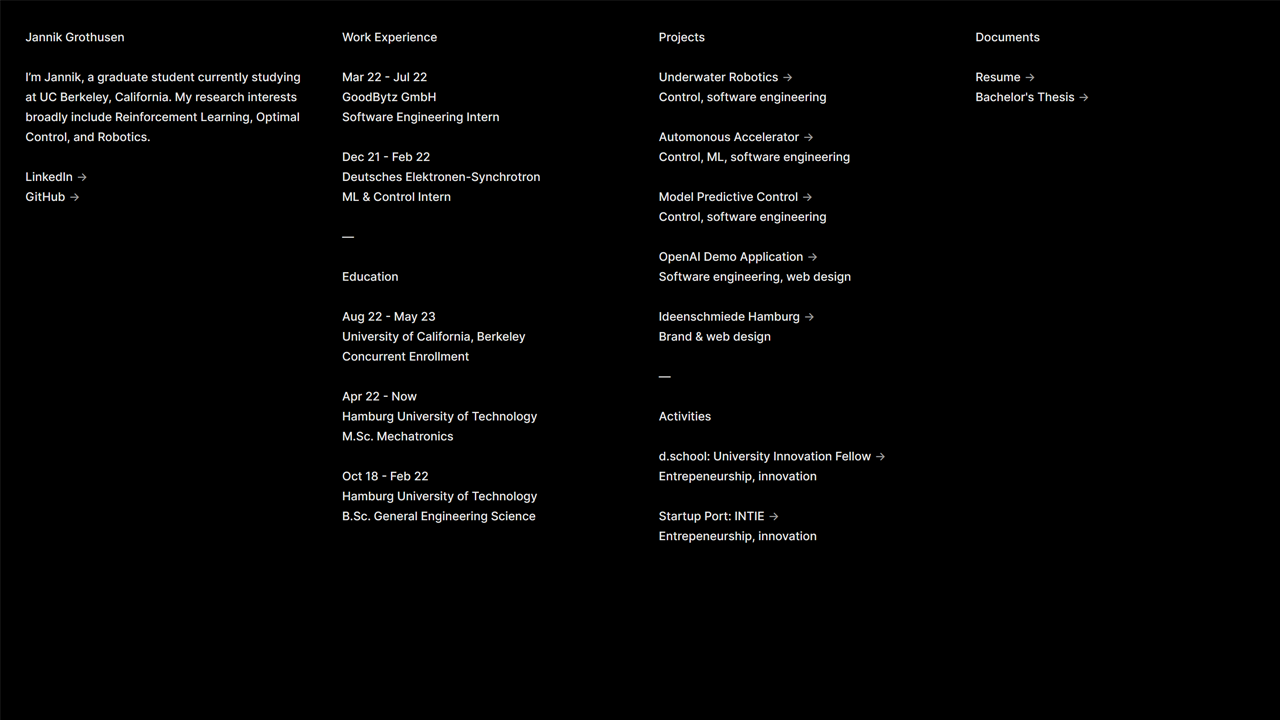 Jannik Grothusen
I'm Jannik, a graduate student currently studying
at UC Berkeley, California. My research interests
broadly include Reinforcement Learning, Optimal
Control, and Robotics.
LinkedIn →
GitHub →
Work Experience
Mar 22 - Jul 22
GoodBytz GmbH
Software Engineering Intern
Dec 21 - Feb 22
Deutsches Elektronen-Synchrotron
ML & Control Intern
—
Education
Aug 22 - May 23
University of California, Berkeley
Concurrent Enrollment
Apr 22 - Now
Hamburg University of Technology
M.Sc. Mechatronics
Oct 18 - Feb 22
Hamburg University of Technology
B.Sc. General Engineering Science
Projects
Underwater Robotics →
Control, software engineering
Automonous Accelerator →
Control, ML, software engineering
Model Predictive Control →
Control, software engineering
OpenAI Demo Application →
Software engineering, web design
Ideenschmiede Hamburg →
Brand & web design
—
Activities
d.school: University Innovation Fellow →
Entrepeneurship, innovation
Startup Port: INTIE →
Entrepeneurship, innovation
Documents
Resume →
Bachelor's Thesis →